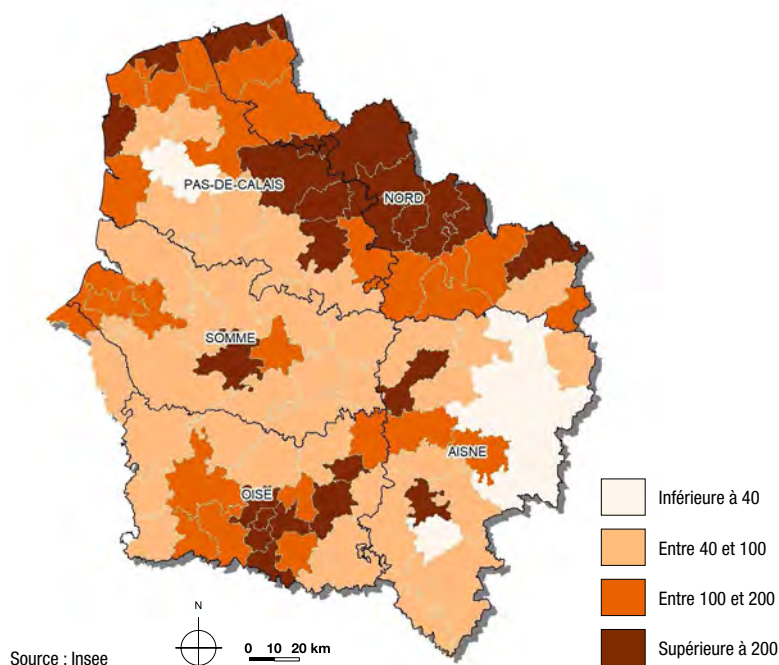 PAS-DE-CALAIS
NORD
SOMME
AISNE
OISE
Inférieure à 40
Entre 40 et 100
Entre 100 et 200
Supérieure à 200
N
0 10 20 km
Source : Insee